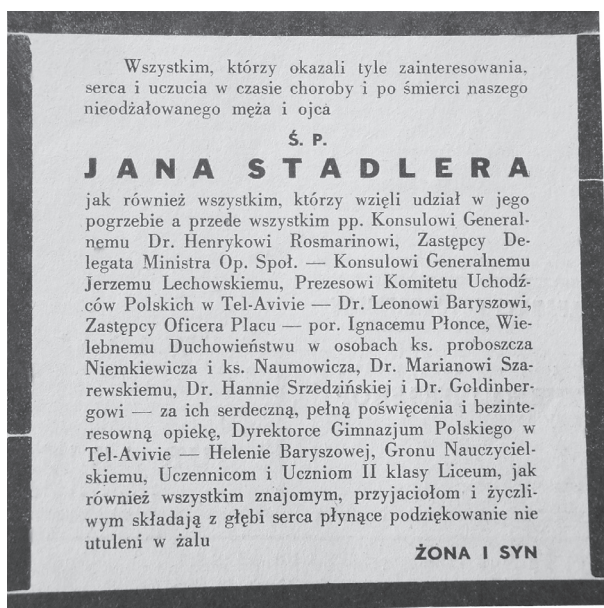 Wszystkim, którzy okazali tyle zainteresowania,
serca i uczucia w czasie choroby i po śmierci naszego
nieodżałowanego męża i ojca
Ś. P.
JANA STADLERA
jak również wszystkim, którzy wzięli udział w jego
pogrzebie a przede wszystkim pp. Konsulowi General-
nemu Dr. Henrykowi Rosmarinowi, Zastępcy De-
legata Ministra Op. Społ. — Konsulowi Generalnemu
Jerzemu Lechowskiemu, Prezesowi Komitetu Uchodź-
ców Polskich w Tel-Avivie — Dr. Leonowi Baryszowi,
Zastępcy Oficera Placu — por. Ignacemu Płonce, Wie-
lebnemu Duchowieństwu w osobach ks. proboszcza
Niemkiewicza i ks. Naumowicza, Dr. Marianowi Sza-
rewskiemu, Dr. Hannie Srzedzińskiej i Dr. Goldinber-
gowi — za ich serdeczną, pełną poświęcenia i bezinte-
resowną opiekę, Dyrektorce Gimnazjum Polskiego w
Tel-Avivie — Helenie Baryszowej, Gronu Nauczyciel-
skiemu, Uczennicom i Uczniom II klasy Liceum, jak
również wszystkim znajomym, przyjaciołom i życzli-
wym składają z głębi serca płynące podziękowanie nie
utuleni w żalu
ŻONA I SYN